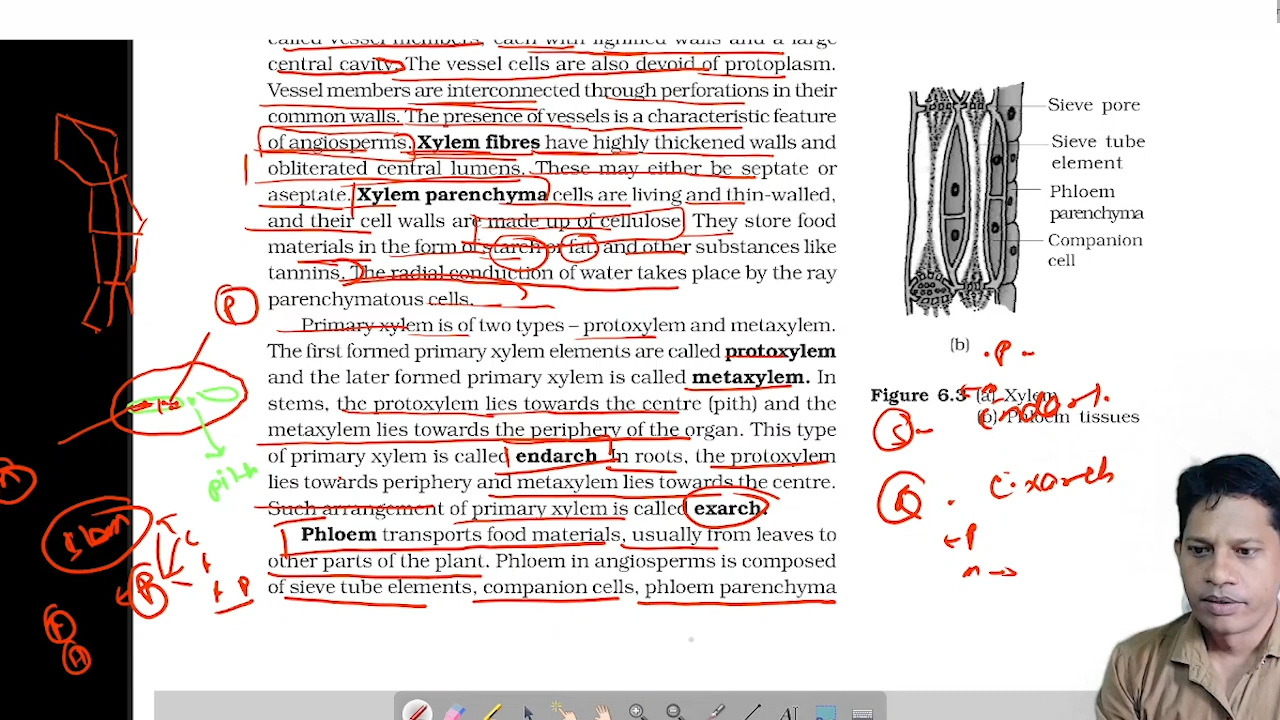 called vessel members, each with lignified walls and a large
central cavity. The vessel cells are also devoid of protoplasm.
Vessel members are interconnected through perforations in their
common walls. The presence of vessels is a characteristic feature
of angiosperms. Xylem fibres have highly thickened walls and
obliterated central lumens. These may either be septate or
aseptate. Xylem parenchyma cells are living and thin-walled,
and their cell walls are made up of cellulose. They store food
materials in the form of starch or fat, and other substances like
tannins. The radial conduction of water takes place by the ray
parenchymatous cells.
Primary xylem is of two types – protoxylem and metaxylem.
The first formed primary xylem elements are called protoxylem
and the later formed primary xylem is called metaxylem. In
stems, the protoxylem lies towards the centre (pith) and the
metaxylem lies towards the periphery of the organ. This type
of primary xylem is called endarch. In roots, the protoxylem
lies towards periphery and metaxylem lies towards the centre.
Such arrangement of primary xylem is called exarch.
Phloem transports food materials, usually from leaves to
other parts of the plant. Phloem in angiosperms is composed
of sieve tube elements, companion cells, phloem parenchyma
Sieve pore
Sieve tube
element
Phloem
parenchyma
Companion
cell
(b)
Figure 6.3 (a) Xylem
(b) Phloem tissues
P
pith
P
S
Endarch
R
Exarch
P
m
P
P